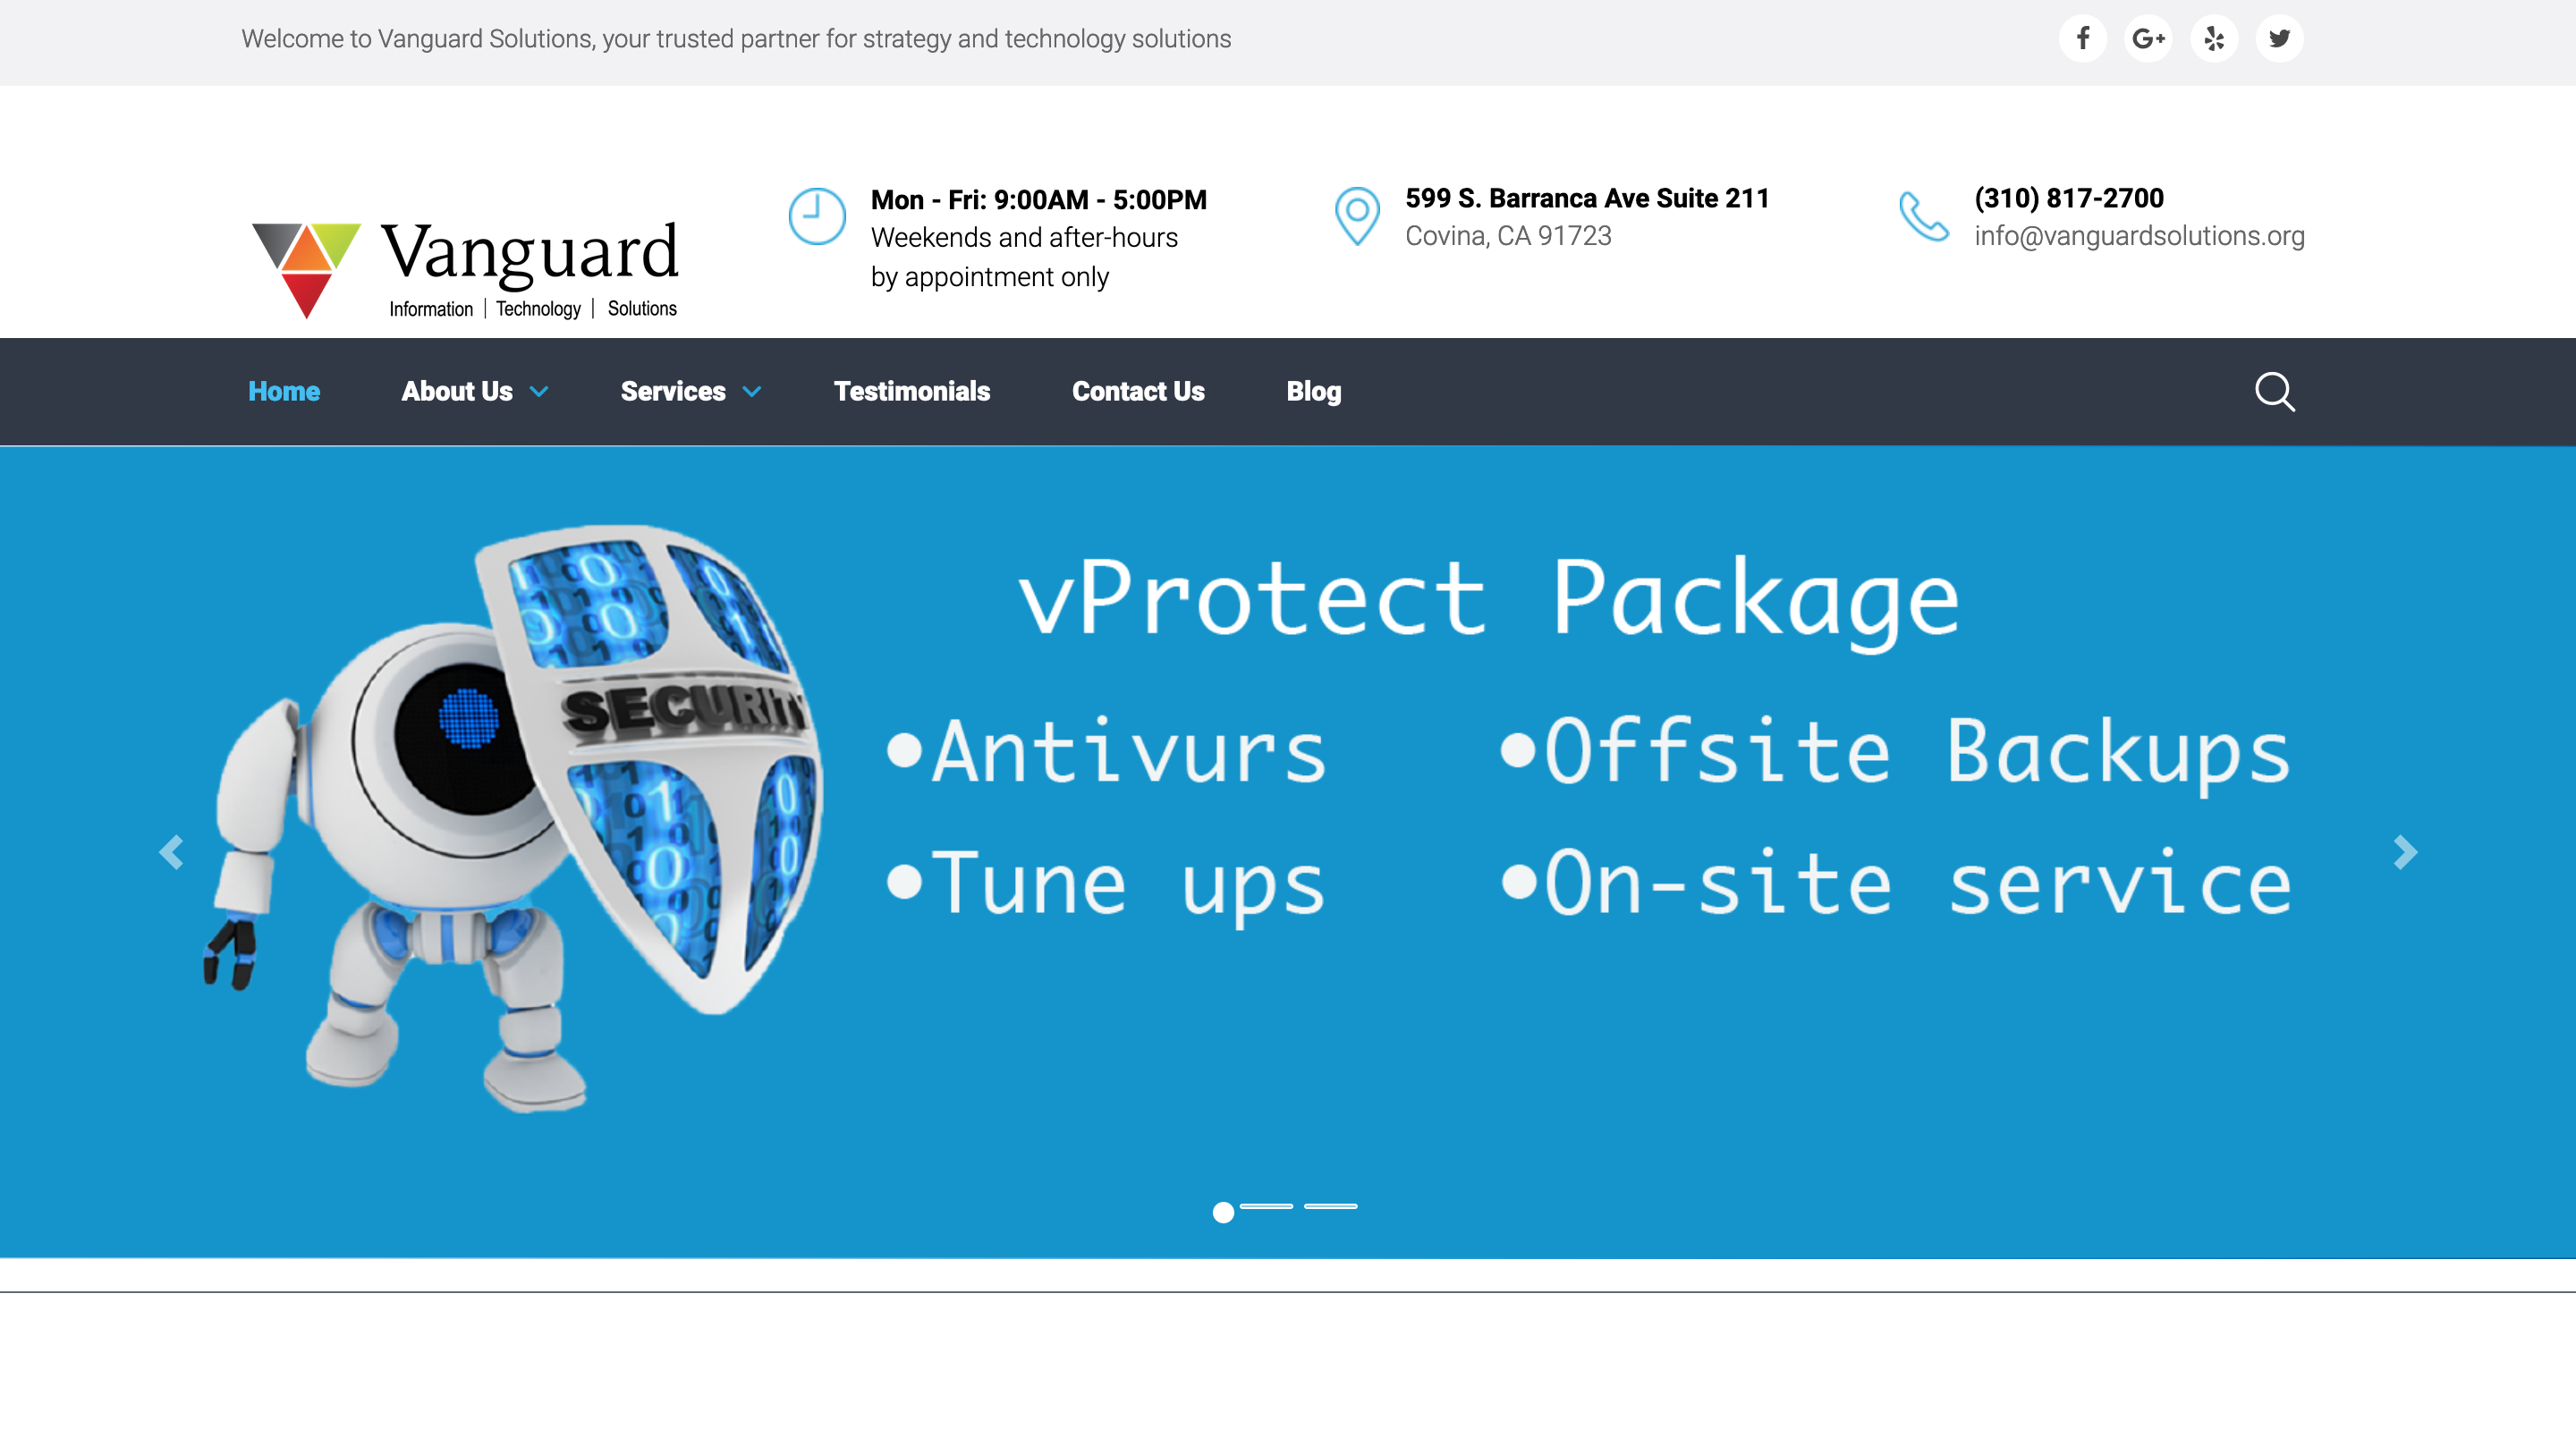 Welcome to Vanguard Solutions, your trusted partner for strategy and technology solutions
Vanguard
Information | Technology | Solutions
Mon - Fri: 9:00AM - 5:00PM
Weekends and after-hours
by appointment only
599 S. Barranca Ave Suite 211
Covina, CA 91723
(310) 817-2700
info@vanguardsolutions.org
Home About Us Services Testimonials Contact Us Blog
SECURITY
vProtect Package
•Antivurs •Offsite Backups
•Tune ups •On-site service